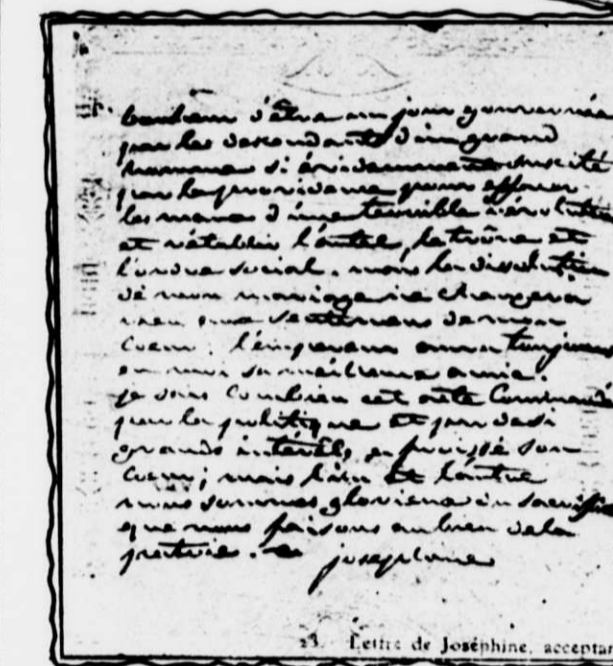 bonheur d'être un jour gouvernée
par les descendants d'un grand
homme si évidemment suscité
par la providence pour effacer
les maux d'une terrible révolution
et rétablir l'autel, le trône et
l'ordre social. mais la dissolution
de mon mariage ne changera
rien aux sentimens de mon
coeur. l'empereur aura toujours
en moi sa meilleure amie.
je sais combien cet acte commandé
par la politique et par de si
grands intérêts, a froissé son
coeur; mais l'un et l'autre
nous sommes glorieux du sacrifice
que nous faisons au bien de la
patrie.
joséphine
23. Lettre de Joséphine, acceptan